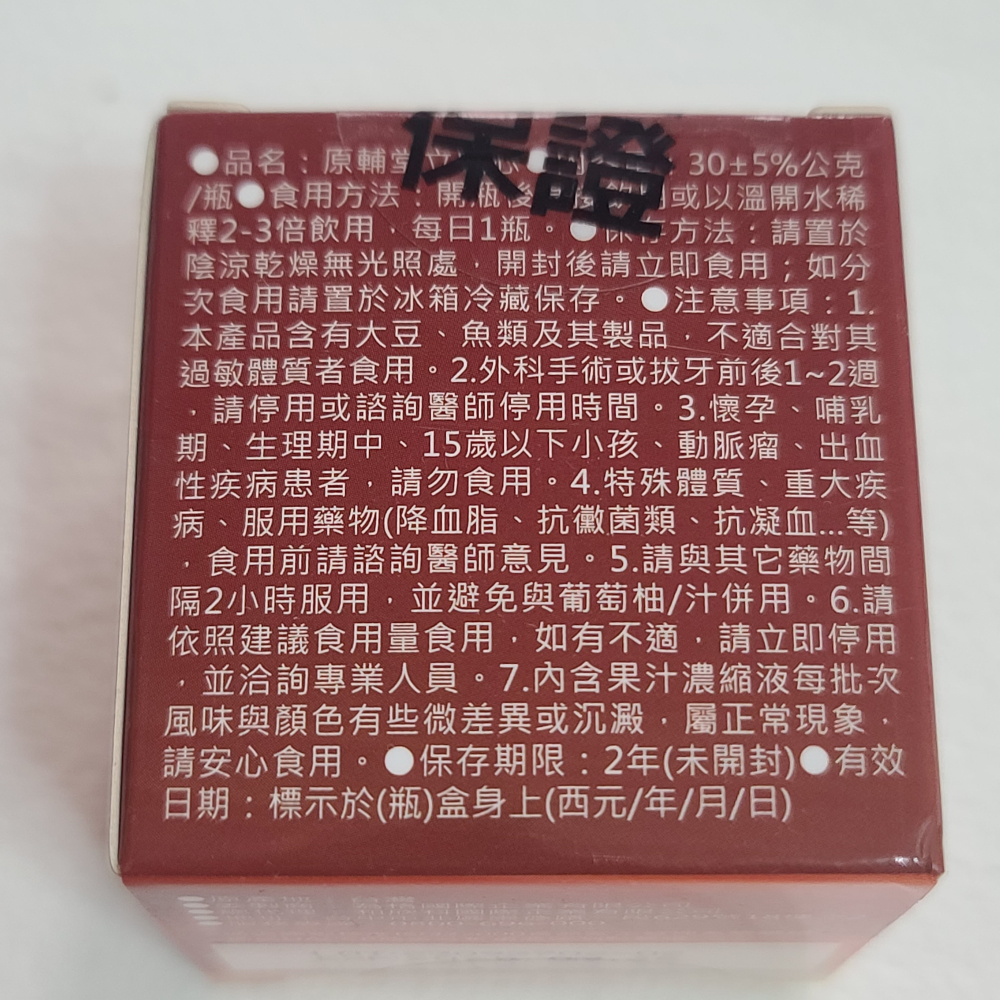 保證
●品名：原輔堂立 心 30±5%公克
/瓶●食用方法：開瓶後 用或以溫開水稀
釋2-3倍飲用，每日1瓶。●保存方法：請置於
陰涼乾燥無光照處，開封後請立即食用；如分
次食用請置於冰箱冷藏保存。●注意事項：1.
本產品含有大豆、魚類及其製品，不適合對其
過敏體質者食用。2.外科手術或拔牙前後1~2週
，請停用或諮詢醫師停用時間。3.懷孕、哺乳
期、生理期中、15歲以下小孩、動脈瘤、出血
性疾病患者，請勿食用。4.特殊體質、重大疾
病、服用藥物(降血脂、抗黴菌類、抗凝血...等)
，食用前請諮詢醫師意見。5.請與其它藥物間
隔2小時服用，並避免與葡萄柚/汁併用。6.請
依照建議食用量食用，如有不適，請立即停用
，並洽詢專業人員。7.內含果汁濃縮液每批次
風味與顏色有些微差異或沉澱，屬正常現象，
請安心食用。●保存期限：2年(未開封)●有效
日期：標示於(瓶)盒身上(西元/年/月/日)